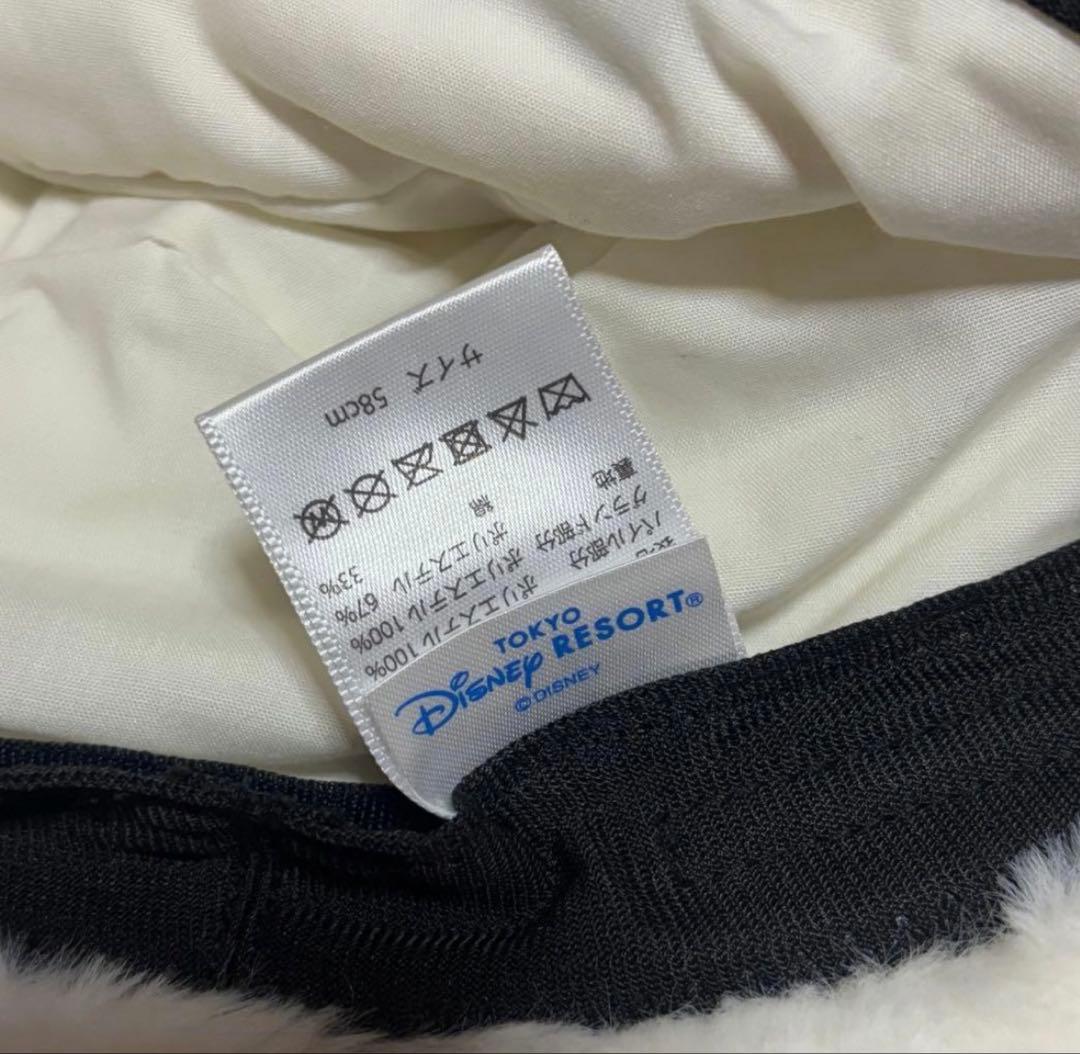 TOKYO
Disney RESORT®
© DISNEY
パイル部分 ポリエステル 100%
グランド部分 ポリエステル 100%
裏地 ポリエステル 67%
綿 33%
サイズ 58cm